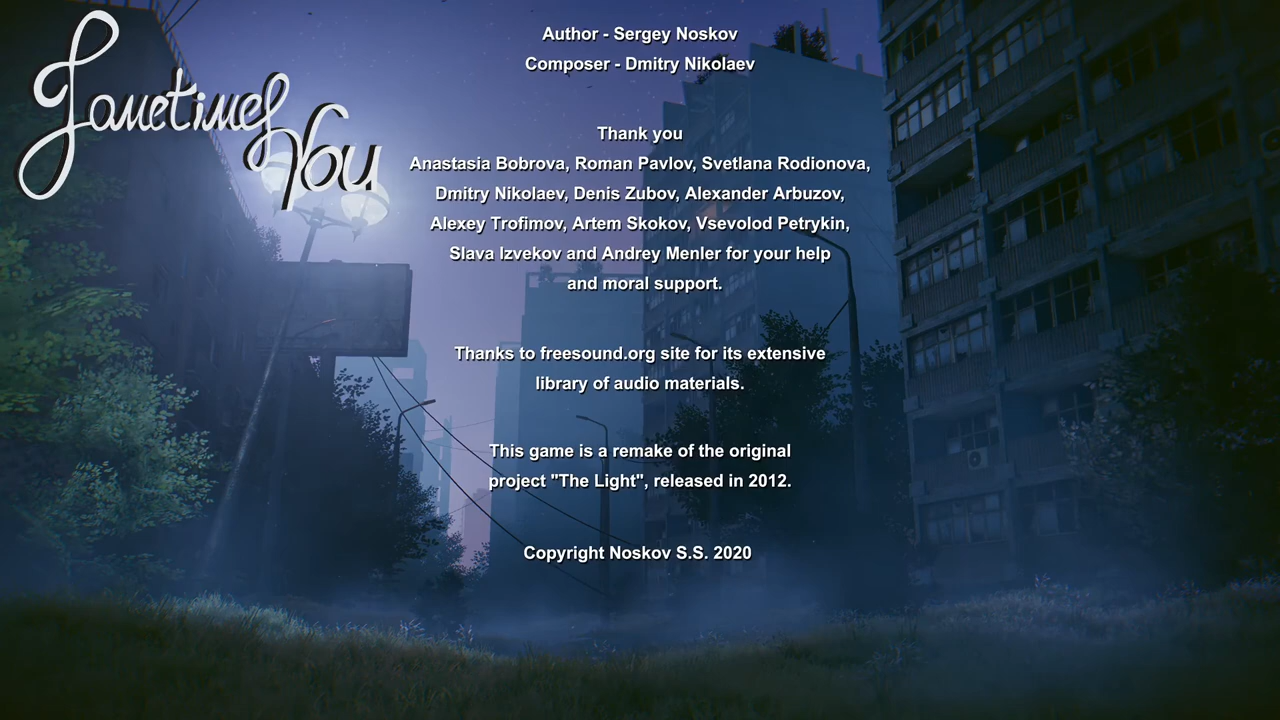 Sometimes
You
Author - Sergey Noskov
Composer - Dmitry Nikolaev
Thank you
Anastasia Bobrova, Roman Pavlov, Svetlana Rodionova,
Dmitry Nikolaev, Denis Zubov, Alexander Arbuzov,
Alexey Trofimov, Artem Skokov, Vsevolod Petrykin,
Slava Izvekov and Andrey Menler for your help
and moral support.
Thanks to freesound.org site for its extensive
library of audio materials.
This game is a remake of the original
project "The Light", released in 2012.
Copyright Noskov S.S. 2020